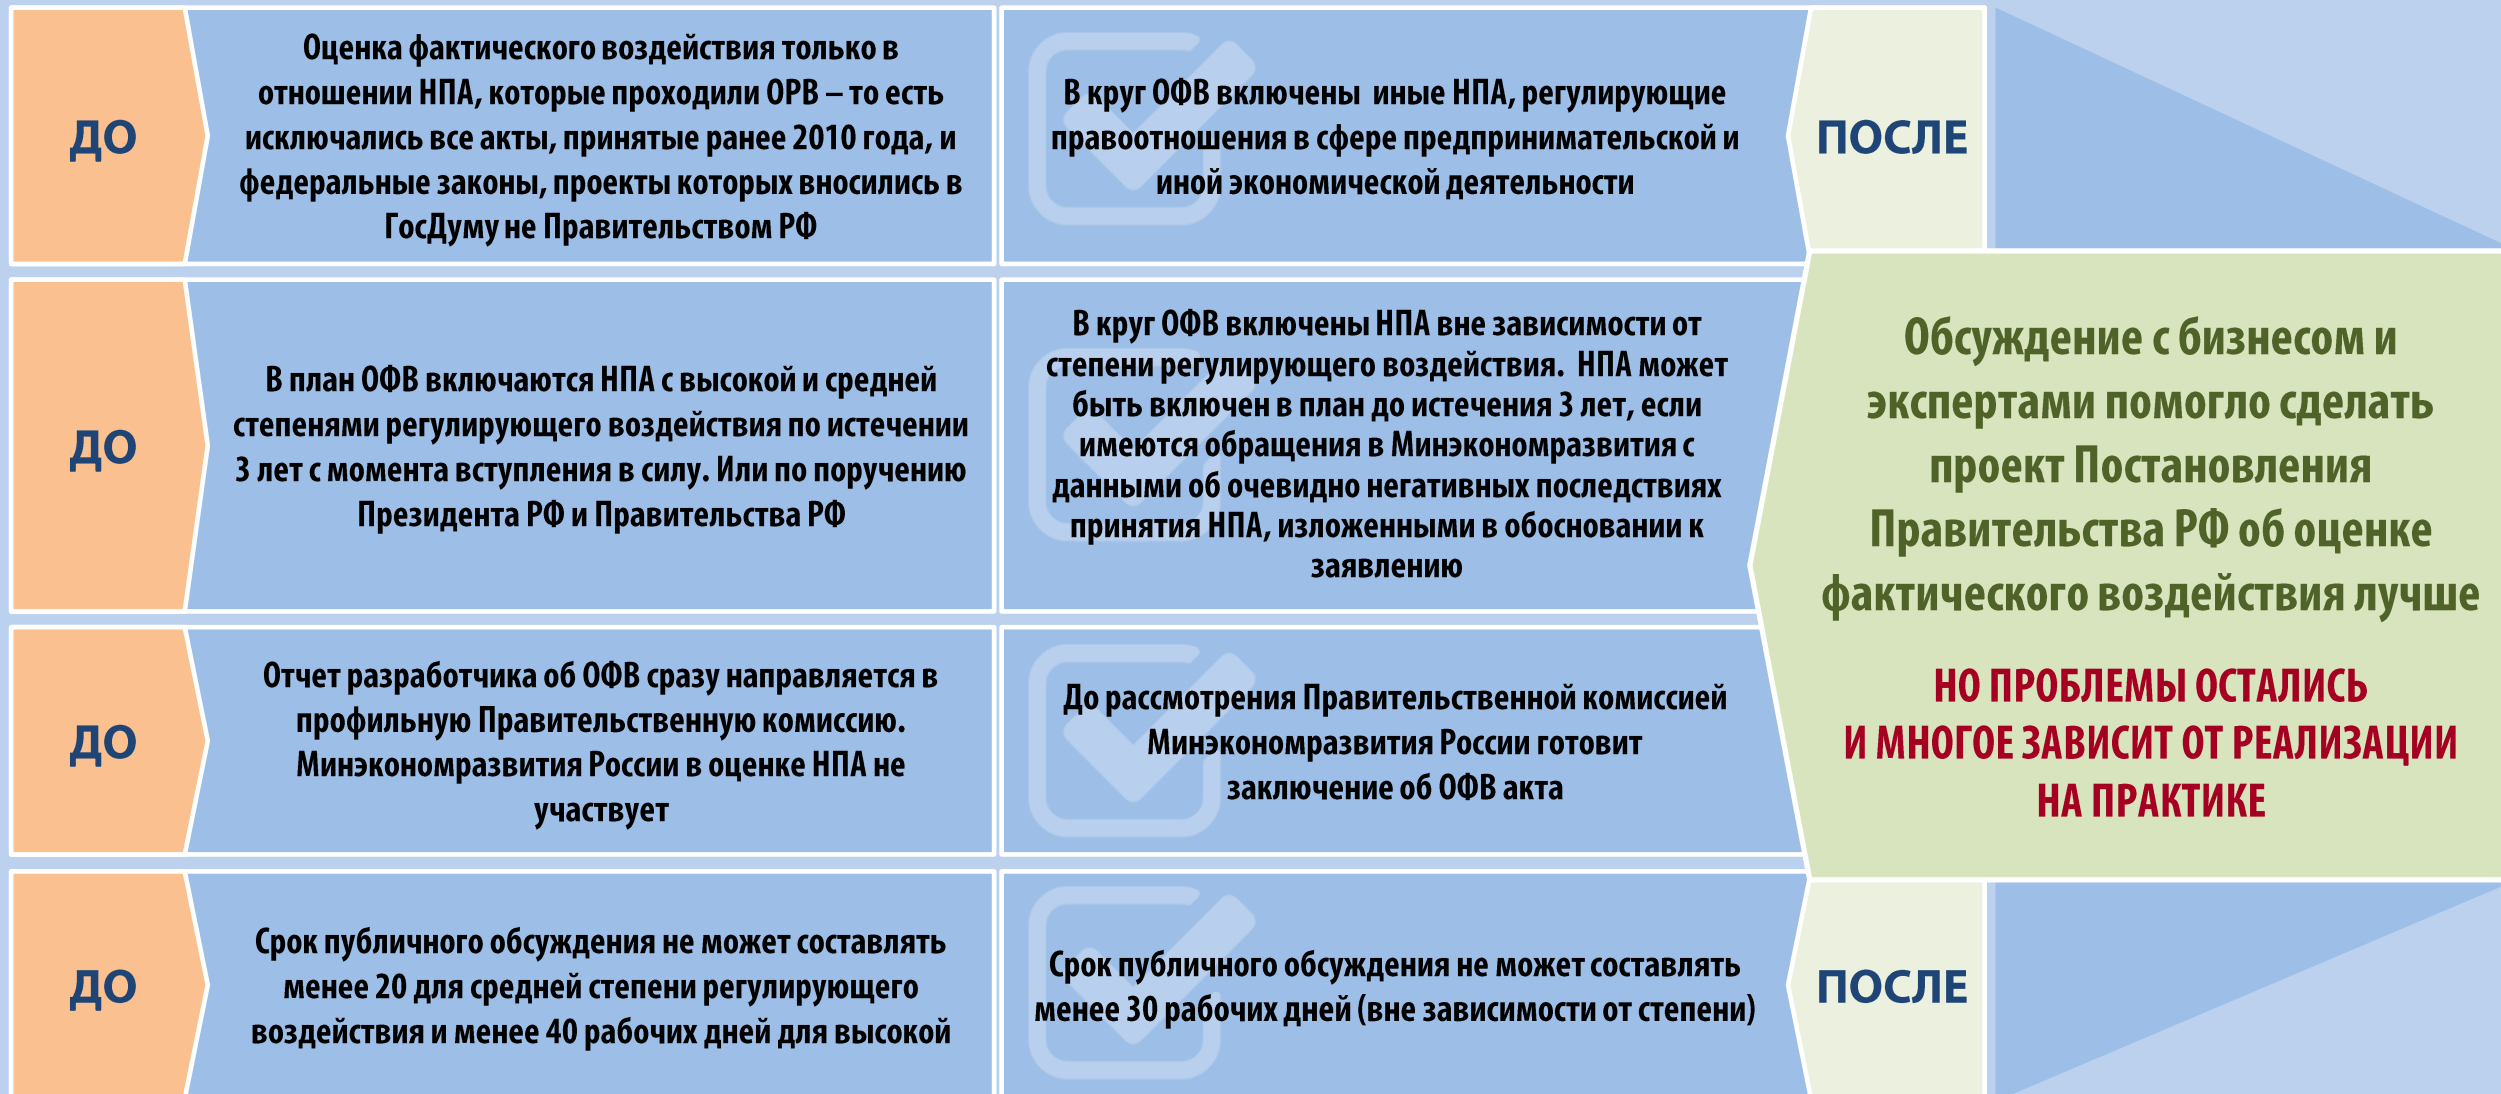 ДО
Оценка фактического воздействия только в
отношении НПА, которые проходили ОРВ – то есть
исключались все акты, принятые ранее 2010 года, и
федеральные законы, проекты которых вносились в
ГосДуму не Правительством РФ
В круг ОФВ включены иные НПА, регулирующие
правоотношения в сфере предпринимательской и
иной экономической деятельности
ПОСЛЕ
ДО
В план ОФВ включаются НПА с высокой и средней
степенями регулирующего воздействия по истечении
3 лет с момента вступления в силу. Или по поручению
Президента РФ и Правительства РФ
В круг ОФВ включены НПА вне зависимости от
степени регулирующего воздействия. НПА может
быть включен в план до истечения 3 лет, если
имеются обращения в Минэкономразвития с
данными об очевидно негативных последствиях
принятия НПА, изложенными в обосновании к
заявлению
Обсуждение с бизнесом и
экспертами помогло сделать
проект Постановления
Правительства РФ об оценке
фактического воздействия лучше
НО ПРОБЛЕМЫ ОСТАЛИСЬ
И МНОГОЕ ЗАВИСИТ ОТ РЕАЛИЗАЦИИ
НА ПРАКТИКЕ
ДО
Отчет разработчика об ОФВ сразу направляется в
профильную Правительственную комиссию.
Минэкономразвития России в оценке НПА не
участвует
До рассмотрения Правительственной комиссией
Минэкономразвития России готовит
заключение об ОФВ акта
ДО
Срок публичного обсуждения не может составлять
менее 20 для средней степени регулирующего
воздействия и менее 40 рабочих дней для высокой
Срок публичного обсуждения не может составлять
менее 30 рабочих дней (вне зависимости от степени)
ПОСЛЕ